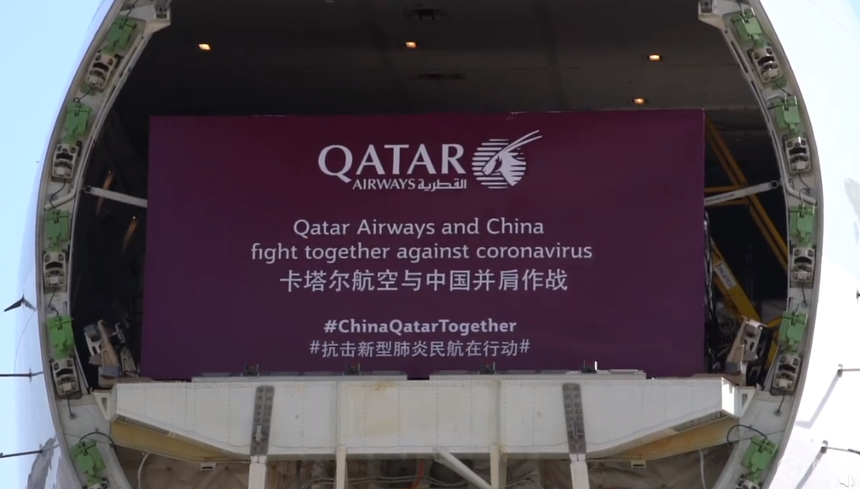 QATAR
AIRWAYS القطرية
Qatar Airways and China
fight together against coronavirus
卡塔尔航空与中国并肩作战
#ChinaQatarTogether
#抗击新型肺炎民航在行动#